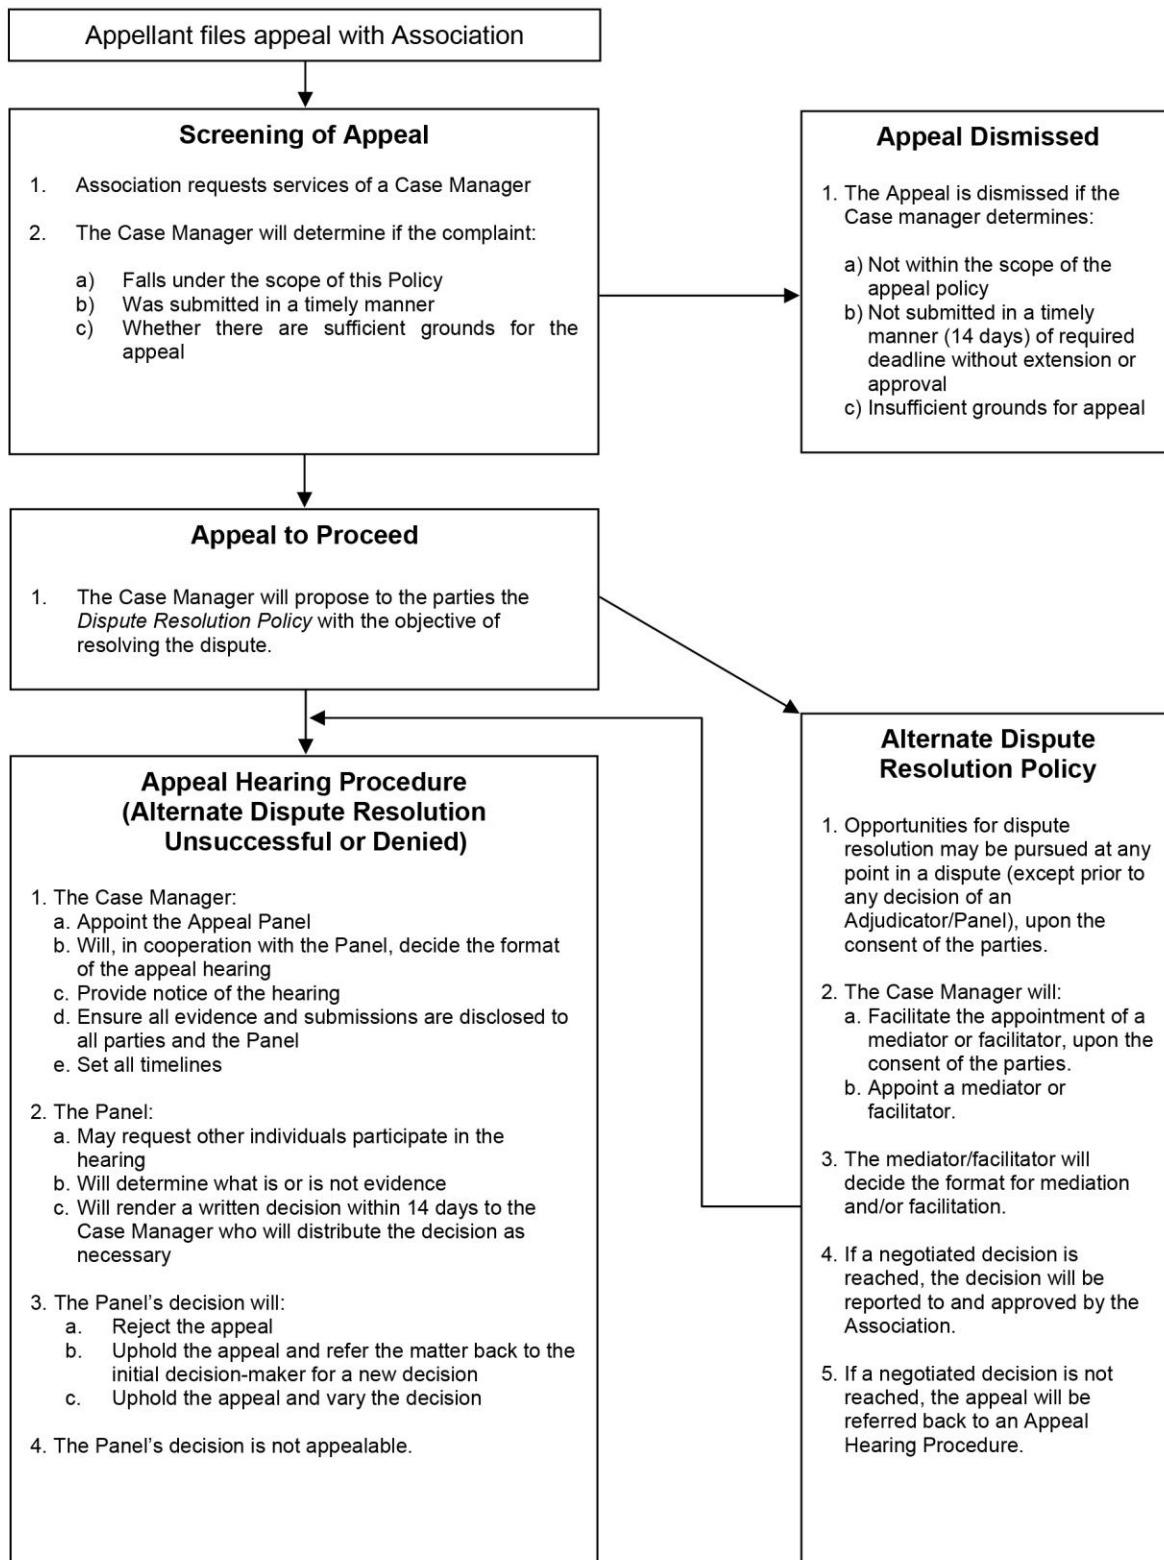 Appellant files appeal with Association
Screening of Appeal
1. Association requests services of a Case Manager
2. The Case Manager will determine if the complaint:
a) Falls under the scope of this Policy
b) Was submitted in a timely manner
c) Whether there are sufficient grounds for the
appeal
Appeal Dismissed
1. The Appeal is dismissed if the
Case manager determines:
a) Not within the scope of the
appeal policy
b) Not submitted in a timely
manner (14 days) of required
deadline without extension or
approval
c) Insufficient grounds for appeal
Appeal to Proceed
1. The Case Manager will propose to the parties the
Dispute Resolution Policy with the objective of
resolving the dispute.
Appeal Hearing Procedure
(Alternate Dispute Resolution
Unsuccessful or Denied)
1. The Case Manager:
a. Appoint the Appeal Panel
b. Will, in cooperation with the Panel, decide the format
of the appeal hearing
c. Provide notice of the hearing
d. Ensure all evidence and submissions are disclosed to
all parties and the Panel
e. Set all timelines
2. The Panel:
a. May request other individuals participate in the
hearing
b. Will determine what is or is not evidence
c. Will render a written decision within 14 days to the
Case Manager who will distribute the decision as
necessary
3. The Panel's decision will:
a. Reject the appeal
b. Uphold the appeal and refer the matter back to the
initial decision-maker for a new decision
c. Uphold the appeal and vary the decision
4. The Panel's decision is not appealable.
Alternate Dispute
Resolution Policy
1. Opportunities for dispute
resolution may be pursued at any
point in a dispute (except prior to
any decision of an
Adjudicator/Panel), upon the
consent of the parties.
2. The Case Manager will:
a. Facilitate the appointment of a
mediator or facilitator, upon the
consent of the parties.
b. Appoint a mediator or
facilitator.
3. The mediator/facilitator will
decide the format for mediation
and/or facilitation.
4. If a negotiated decision is
reached, the decision will be
reported to and approved by the
Association.
5. If a negotiated decision is not
reached, the appeal will be
referred back to an Appeal
Hearing Procedure.